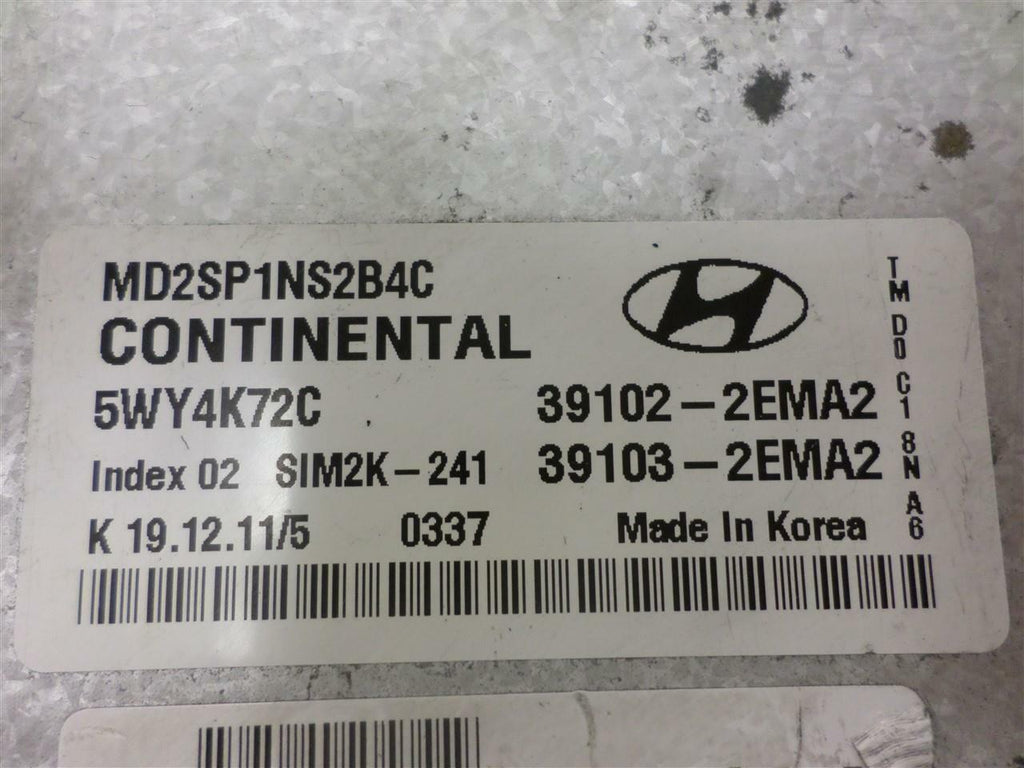 MD2SP1NS2B4C
CONTINENTAL
5WY4K72C 39102-2EMA2
Index 02 SIM2K-241 39103-2EMA2
K 19.12.11/5 0337 Made In Korea
TM D0 C1 8N A6